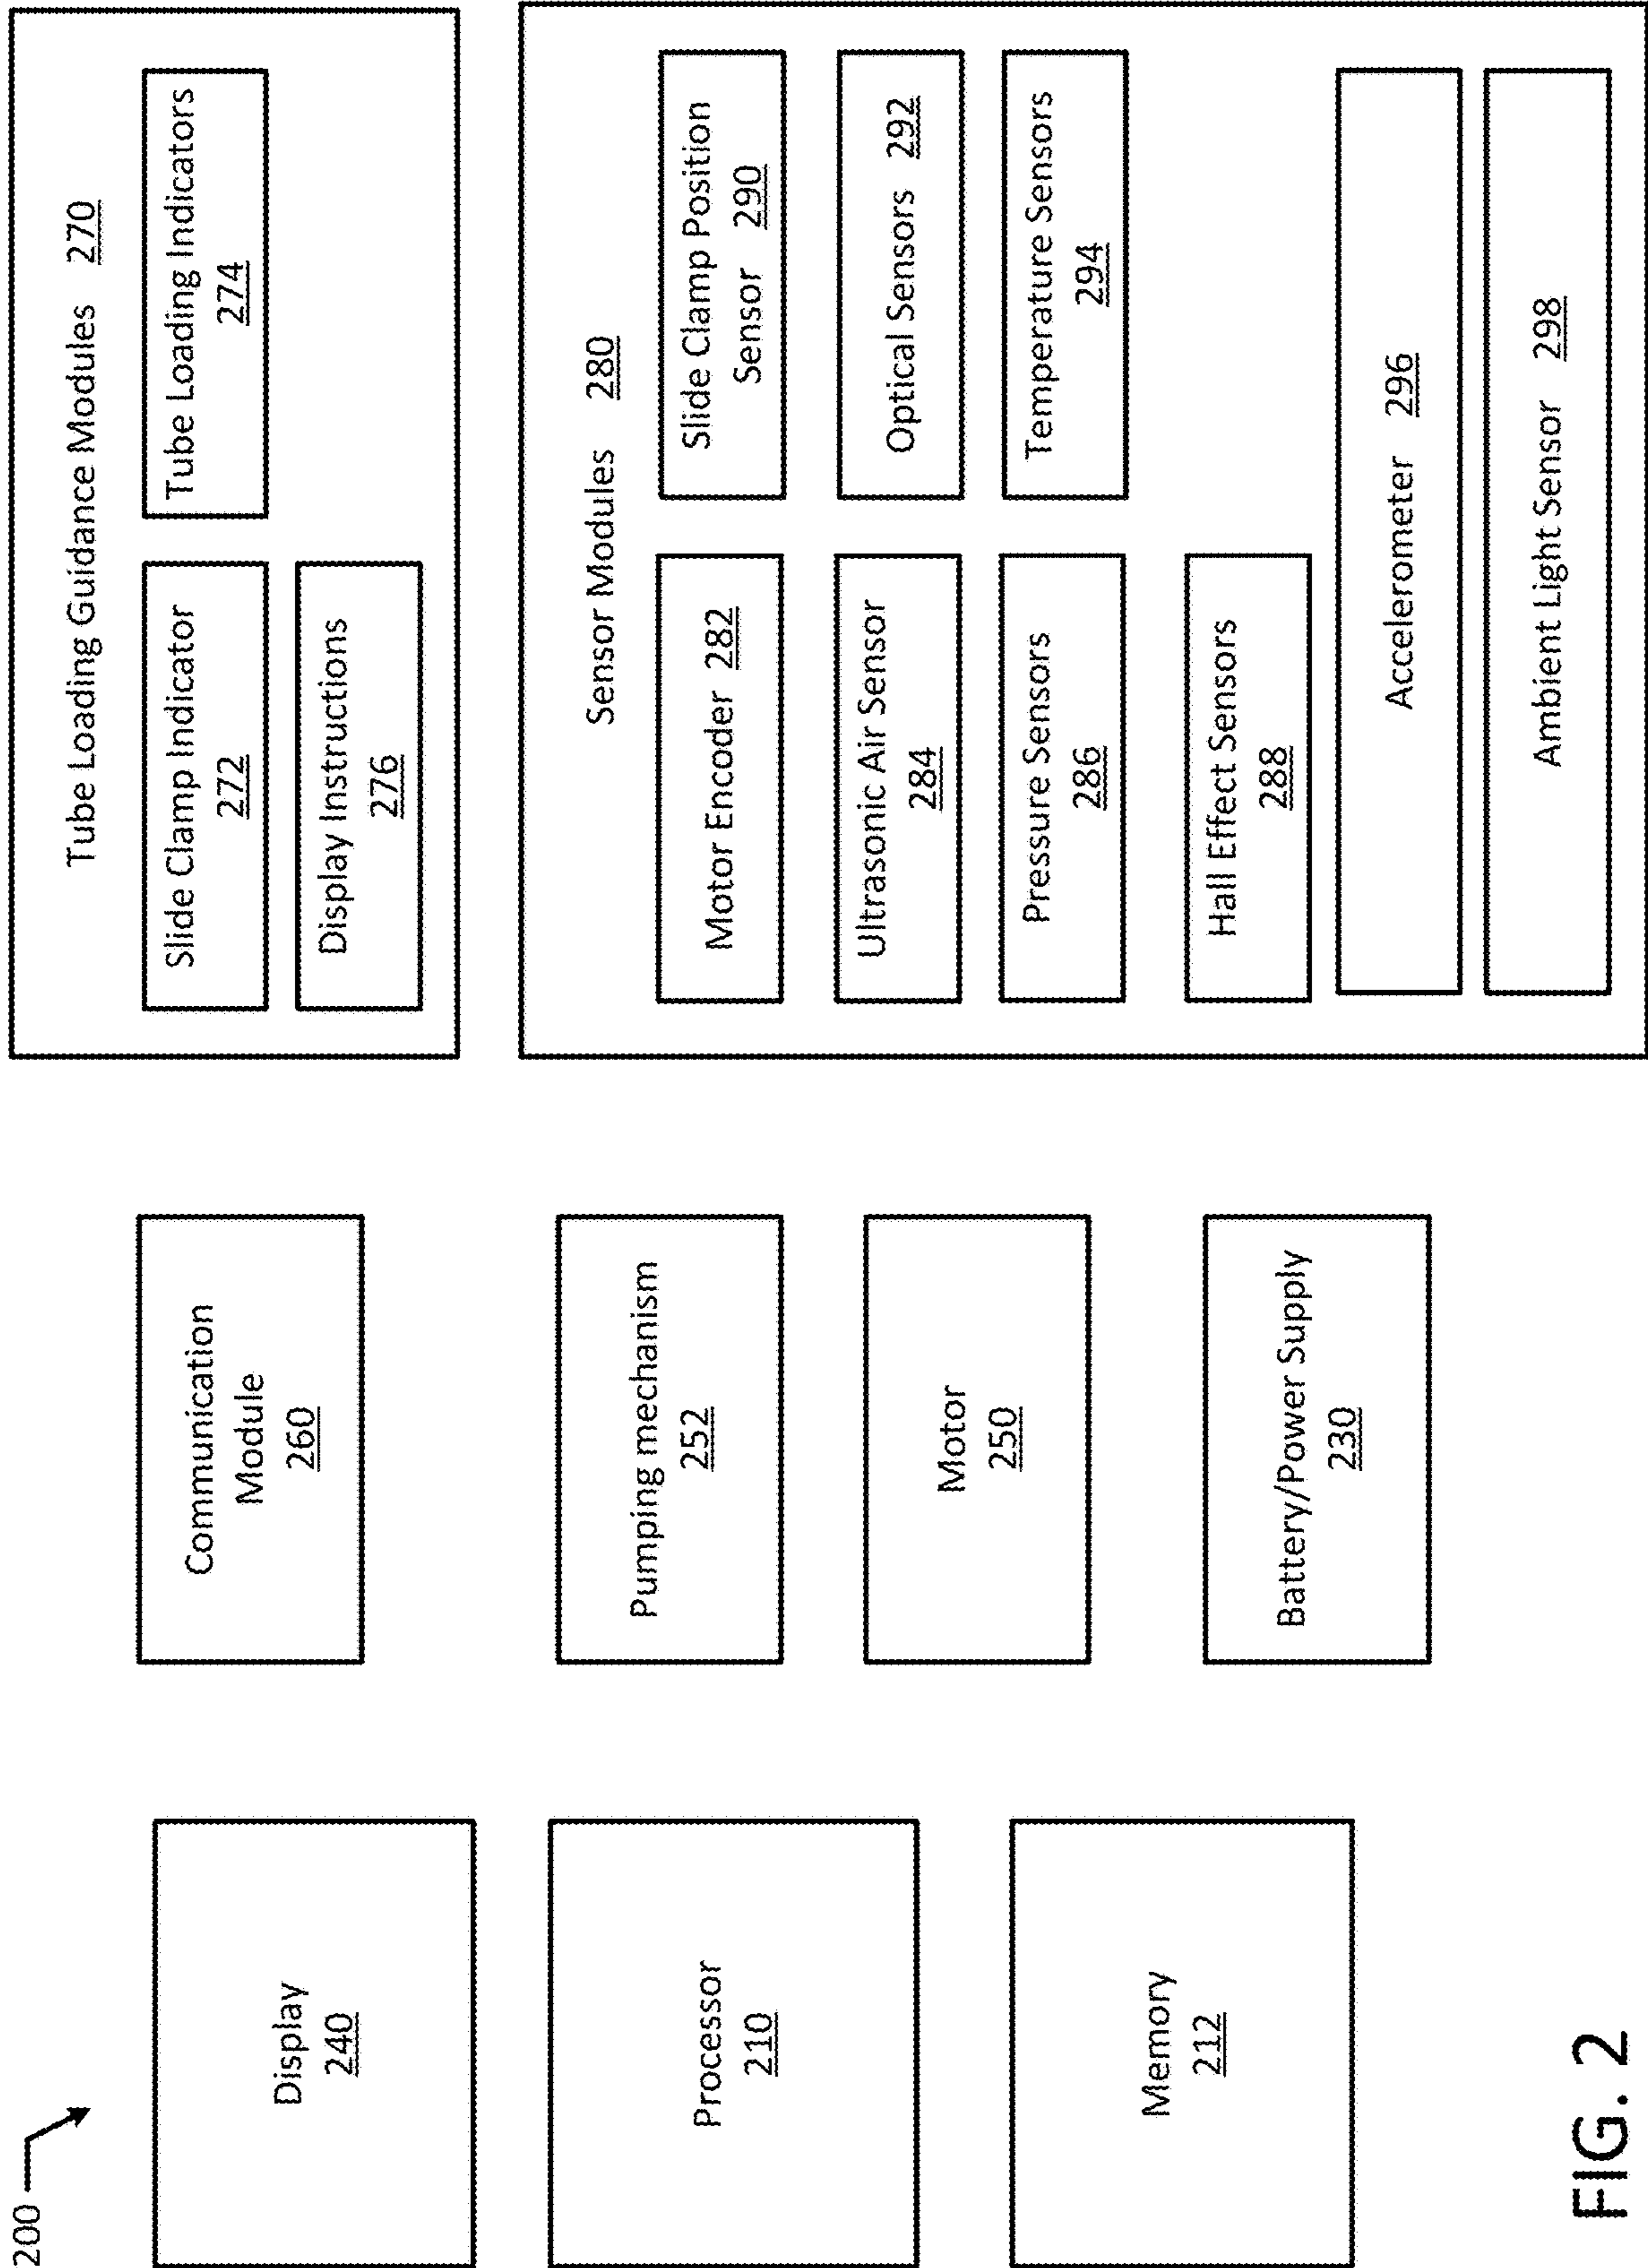 200
Display
240
Processor
210
Memory
212
Communication
Module
260
Pumping mechanism
252
Motor
250
Battery/Power Supply
230
Tube Loading Guidance Modules 270
Slide Clamp Indicator
272
Tube Loading Indicators
274
Display Instructions
276
Sensor Modules 280
Motor Encoder 282
Slide Clamp Position
Sensor 290
Ultrasonic Air Sensor
284
Optical Sensors 292
Pressure Sensors
286
Temperature Sensors
294
Hall Effect Sensors
288
Accelerometer 296
Ambient Light Sensor 298
FIG. 2